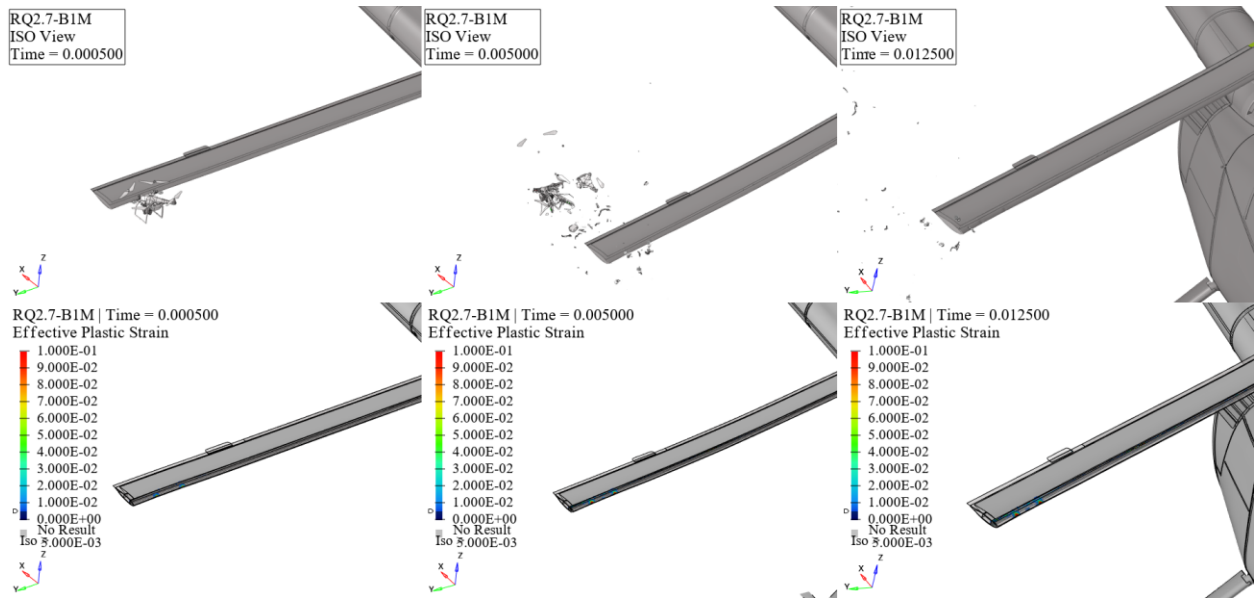 RQ2.7-B1M
ISO View
Time = 0.000500
RQ2.7-B1M
ISO View
Time = 0.005000
RQ2.7-B1M
ISO View
Time = 0.012500
X
Y
Z
X
Y
Z
X
Y
Z
RQ2.7-B1M | Time = 0.000500
Effective Plastic Strain
1.000E-01
9.000E-02
8.000E-02
7.000E-02
6.000E-02
5.000E-02
4.000E-02
3.000E-02
2.000E-02
1.000E-02
D
0.000E+00
No Result
Iso = 5.000E-03
X
Y
Z
RQ2.7-B1M | Time = 0.005000
Effective Plastic Strain
1.000E-01
9.000E-02
8.000E-02
7.000E-02
6.000E-02
5.000E-02
4.000E-02
3.000E-02
2.000E-02
1.000E-02
D
0.000E+00
No Result
Iso = 5.000E-03
X
Y
Z
RQ2.7-B1M | Time = 0.012500
Effective Plastic Strain
1.000E-01
9.000E-02
8.000E-02
7.000E-02
6.000E-02
5.000E-02
4.000E-02
3.000E-02
2.000E-02
1.000E-02
D
0.000E+00
No Result
Iso = 5.000E-03
X
Y
Z